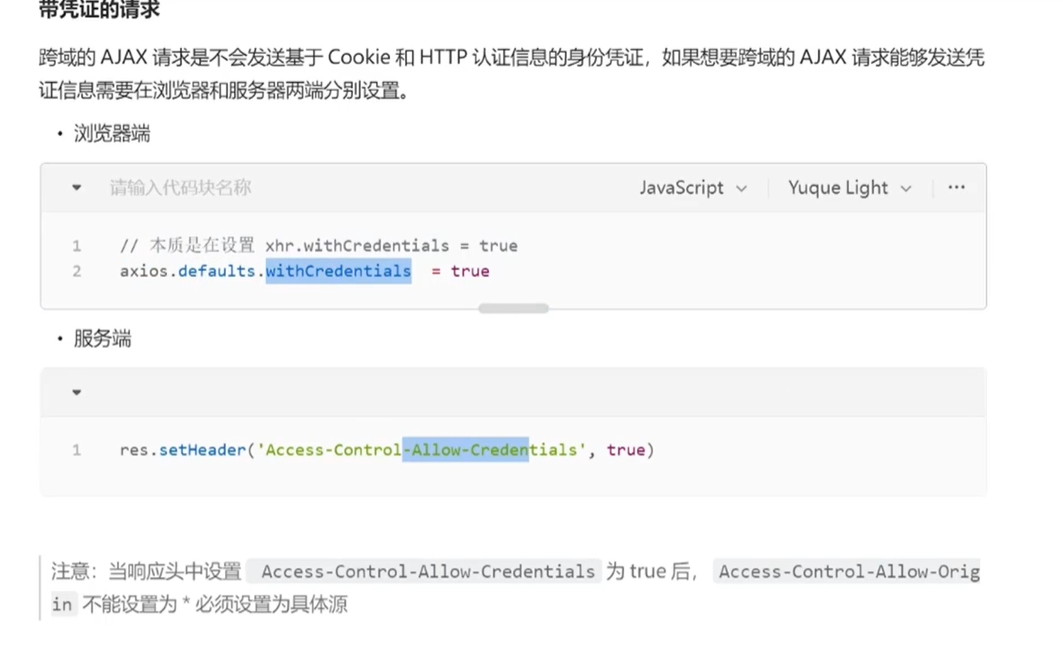 带凭证的请求
跨域的 AJAX 请求是不会发送基于 Cookie 和 HTTP 认证信息的身份凭证，如果想要跨域的 AJAX 请求能够发送凭
证信息需要在浏览器和服务器两端分别设置。
• 浏览器端
请输入代码块名称 JavaScript Yuque Light ···
1 // 本质是在设置 xhr.withCredentials = true
2 axios.defaults.withCredentials = true
• 服务端
1 res.setHeader('Access-Control-Allow-Credentials', true)
注意：当响应头中设置 Access-Control-Allow-Credentials 为 true 后， Access-Control-Allow-Orig
in 不能设置为 * 必须设置为具体源